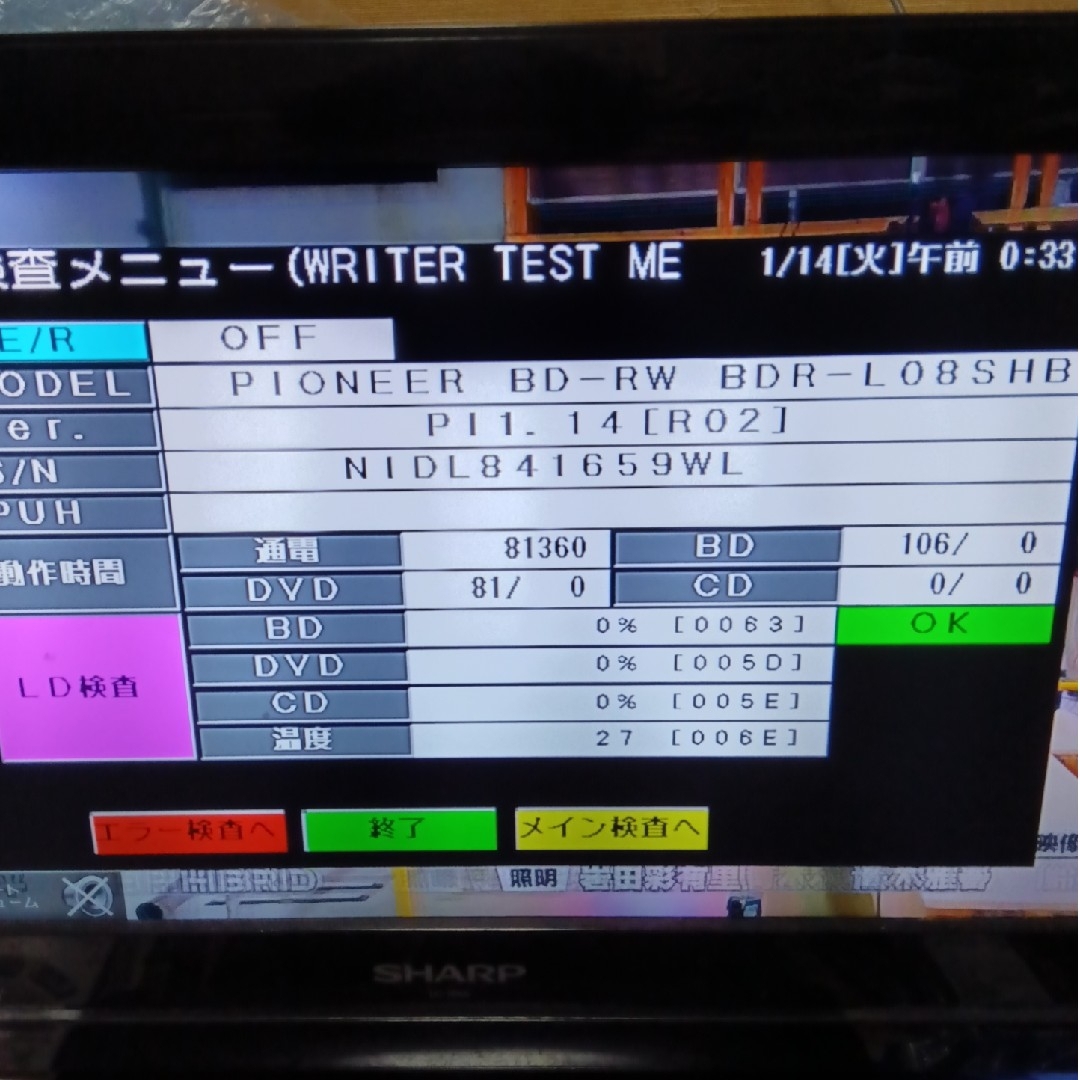 査メニュー(WRITER TEST ME 1/14[火]午前 0:33
E/R OFF
ODEL PIONEER BD-RW BDR-L08SHB
er. PI1.14[R02]
S/N NIDL841659WL
PUH
動作時間 通電 81360 BD 106/ 0
DVD 81/ 0 CD 0/ 0
LD検査 BD 0% [0063] OK
DVD 0% [005D]
CD 0% [005E]
温度 27 [006E]
エラー検査へ 終了 メイン検査へ
映像
照明
SHARP